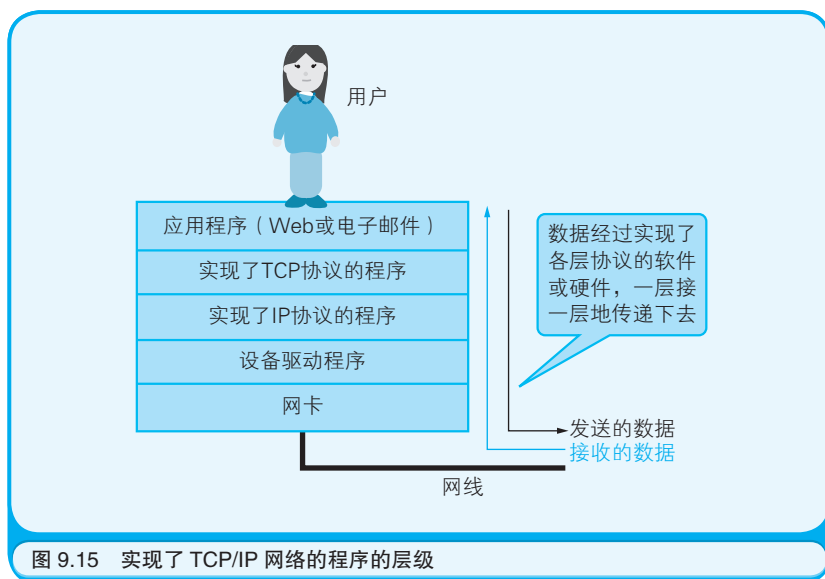 用户
应用程序（Web或电子邮件）
实现了TCP协议的程序
实现了IP协议的程序
设备驱动程序
网卡
数据经过实现了
各层协议的软件
或硬件，一层接
一层地传递下去
发送的数据
接收的数据
网线
图 9.15 实现了 TCP/IP 网络的程序的层级